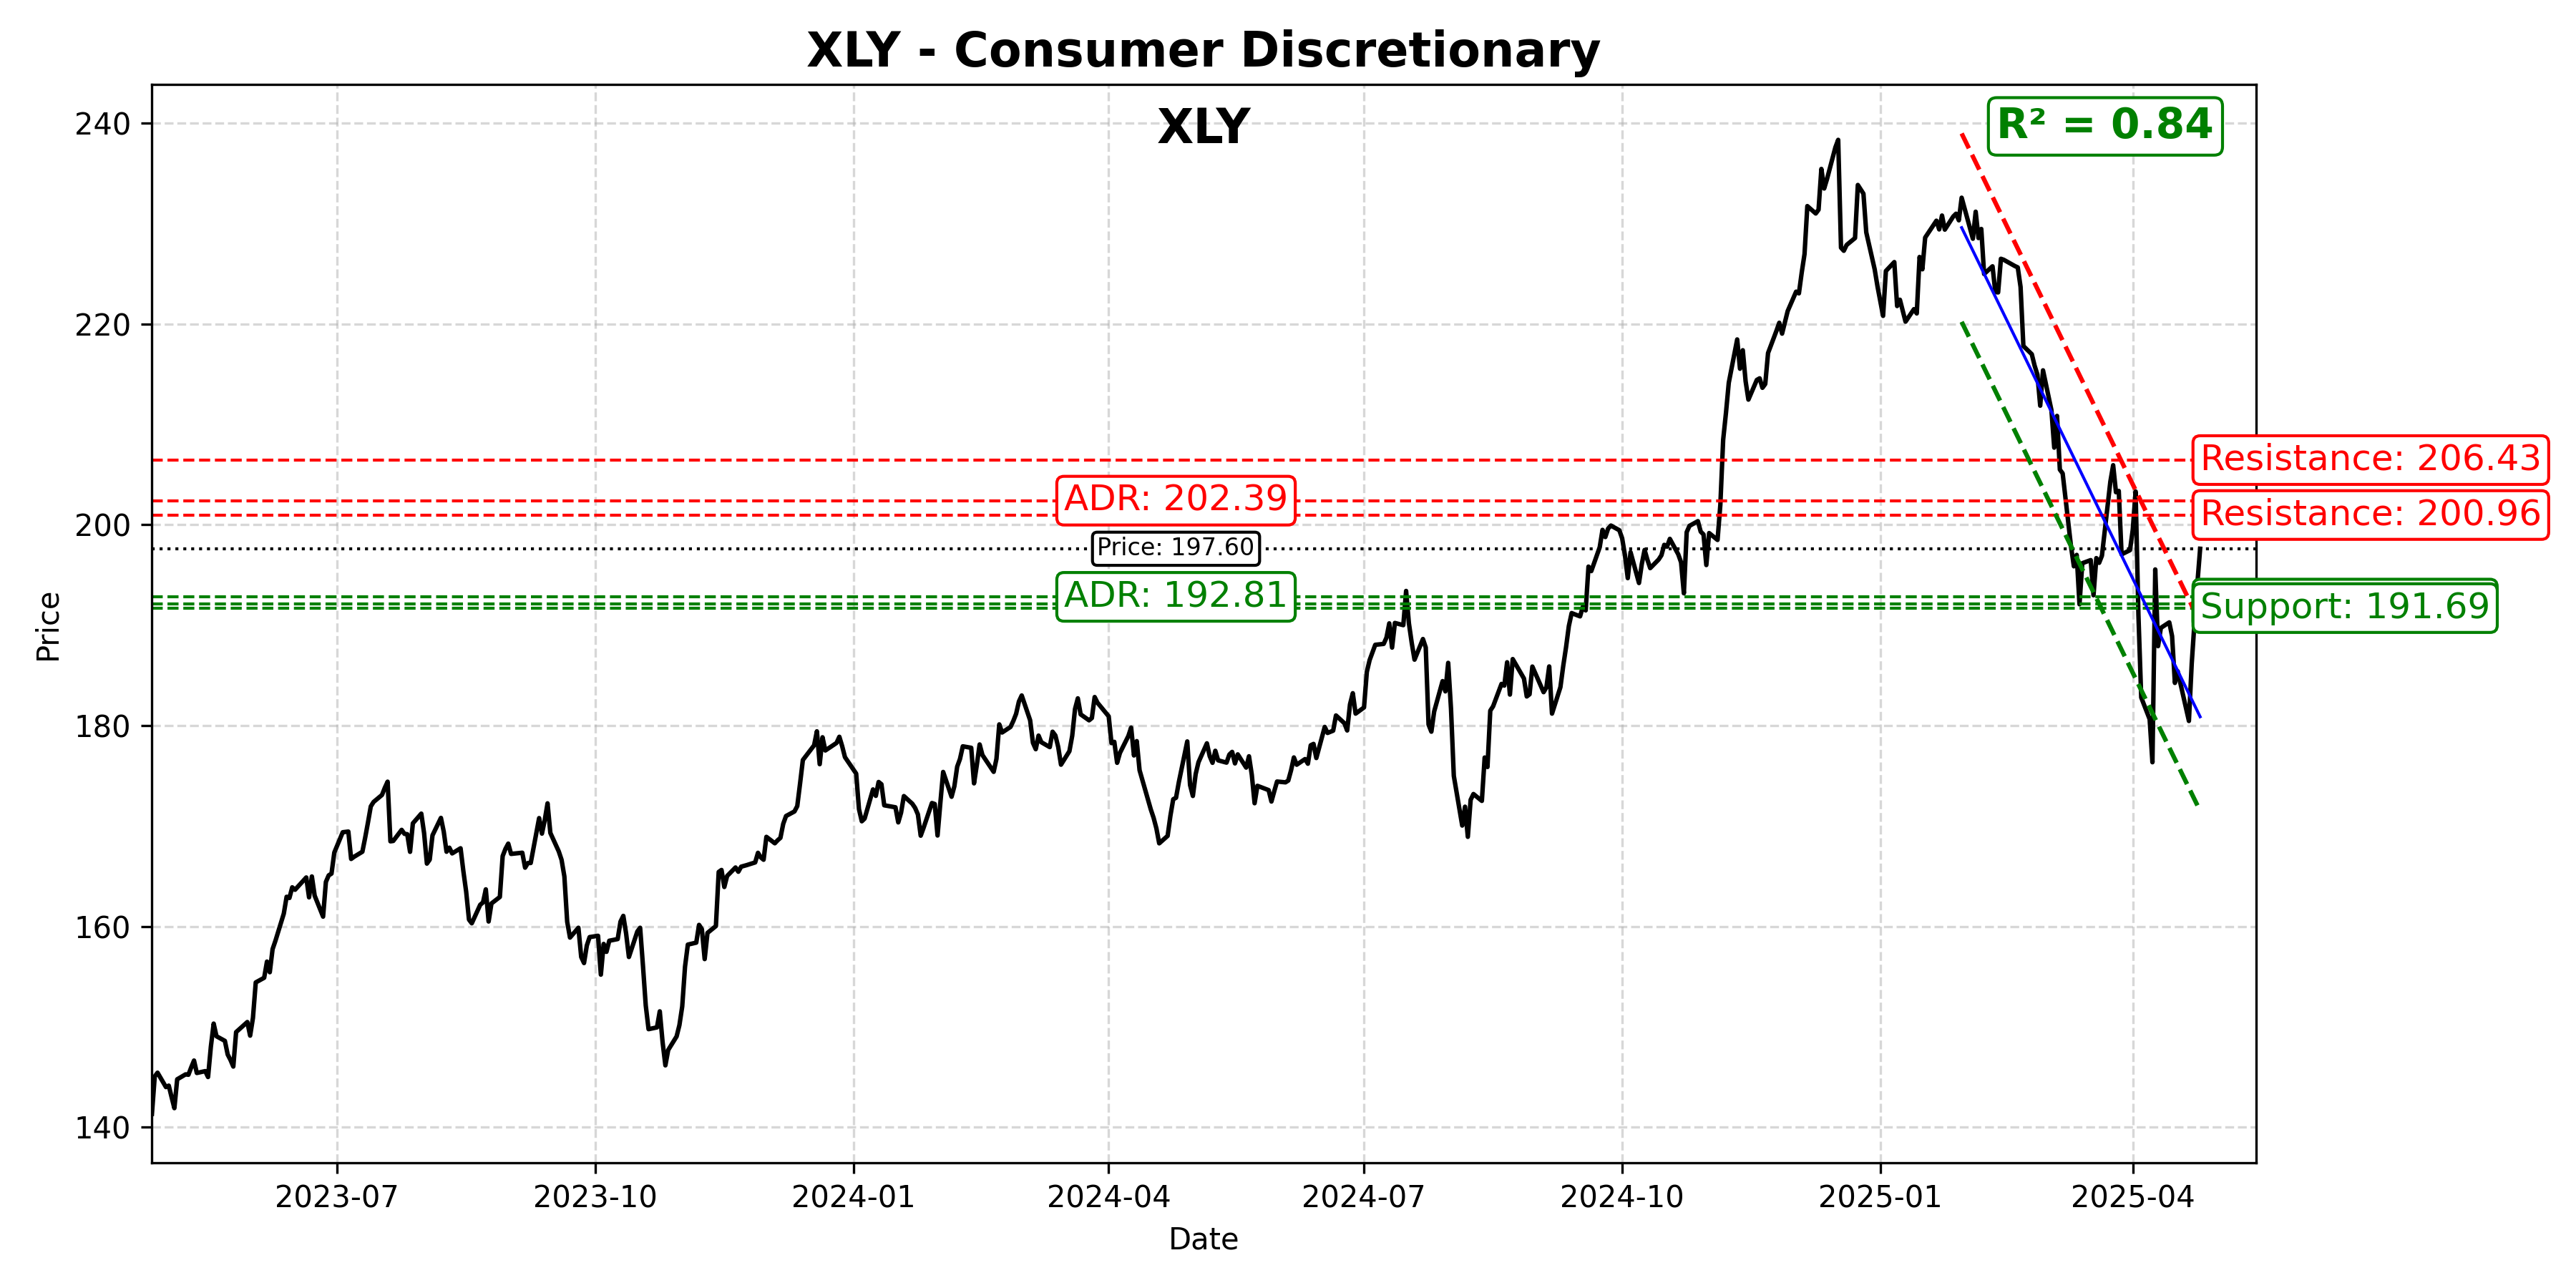 XLY - Consumer Discretionary
XLY
R² = 0.84
240
220
200
180
160
140
Price
Resistance: 206.43
ADR: 202.39
Resistance: 200.96
Price: 197.60
ADR: 192.81
Support: 191.69
2023-07
2023-10
2024-01
2024-04
2024-07
2024-10
2025-01
2025-04
Date